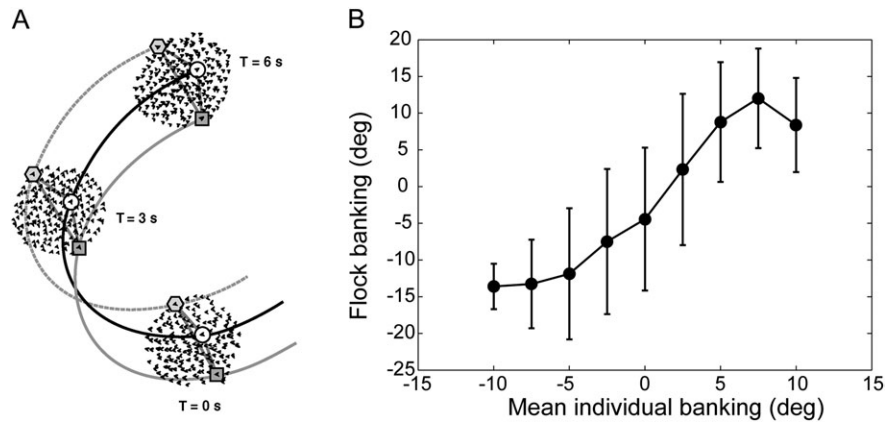 A
T = 6 s
T = 3 s
T = 0 s
B
Flock banking (deg)
20
15
10
5
0
-5
-10
-15
-20
-25
-15 -10 -5 0 5 10 15
Mean individual banking (deg)